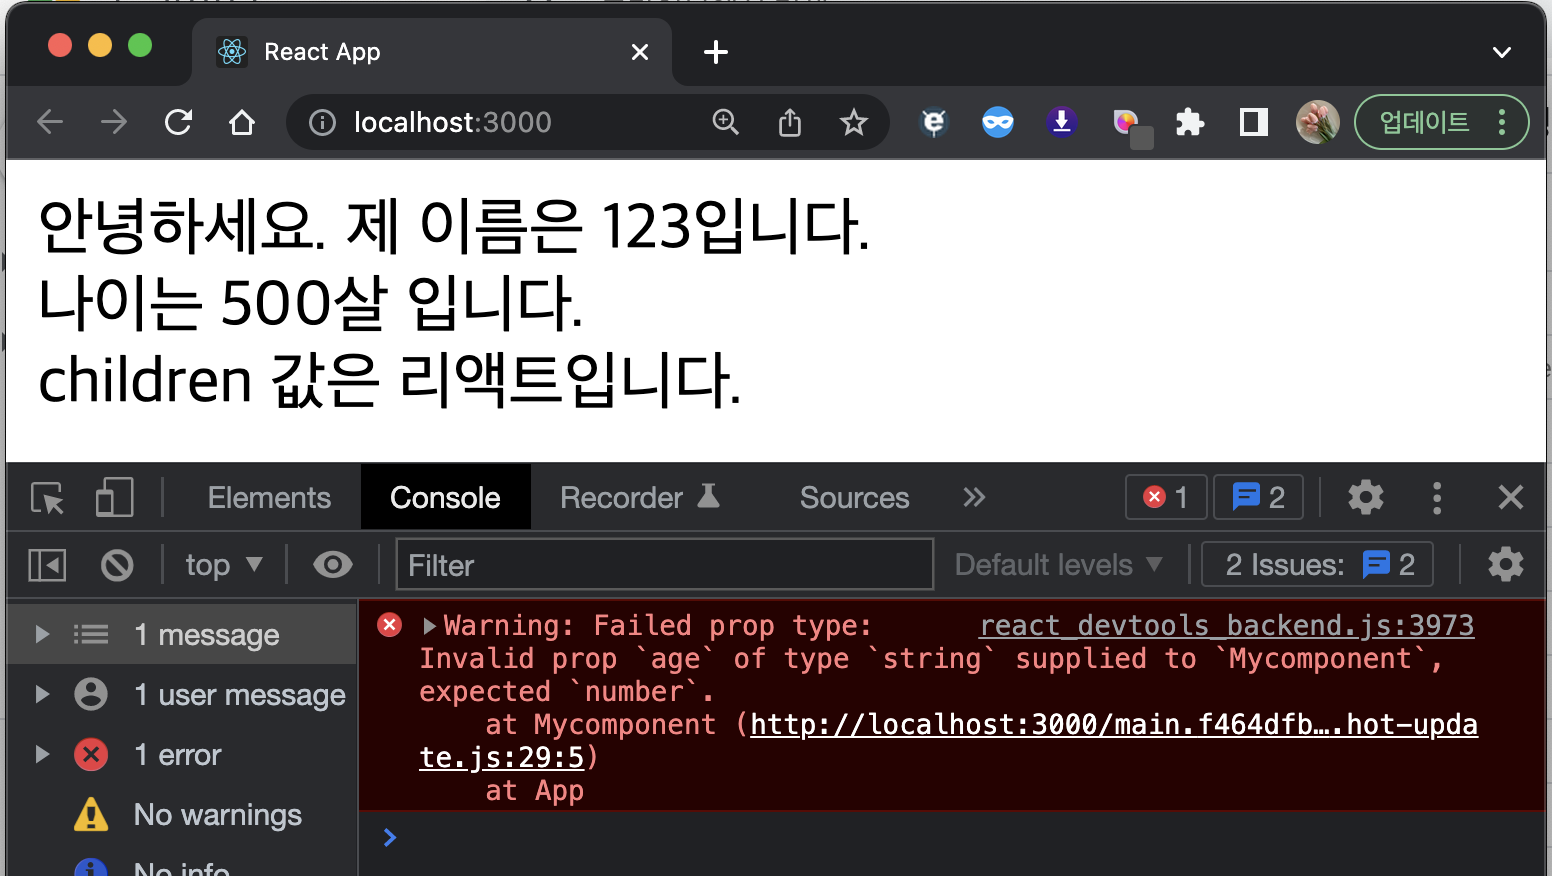 React App
localhost:3000
업데이트
안녕하세요. 제 이름은 123입니다.
나이는 500살 입니다.
children 값은 리액트입니다.
Elements Console Recorder Sources 1 2
top Filter Default levels 2 Issues: 2
1 message
1 user message
1 error
No warnings
No info
Warning: Failed prop type: react_devtools_backend.js:3973
Invalid prop `age` of type `string` supplied to `Mycomponent`,
expected `number`.
at Mycomponent (http://localhost:3000/main.f464dfb….hot-upda
te.js:29:5)
at App